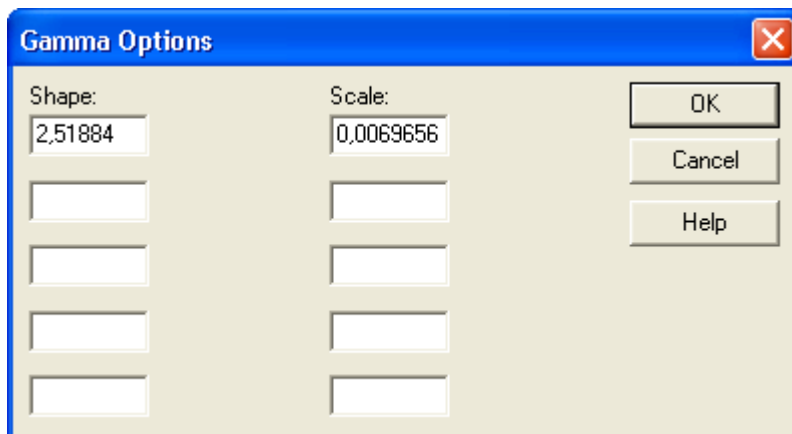 Gamma Options
Shape:
Scale:
2,51884
0,0069656
OK
Cancel
Help